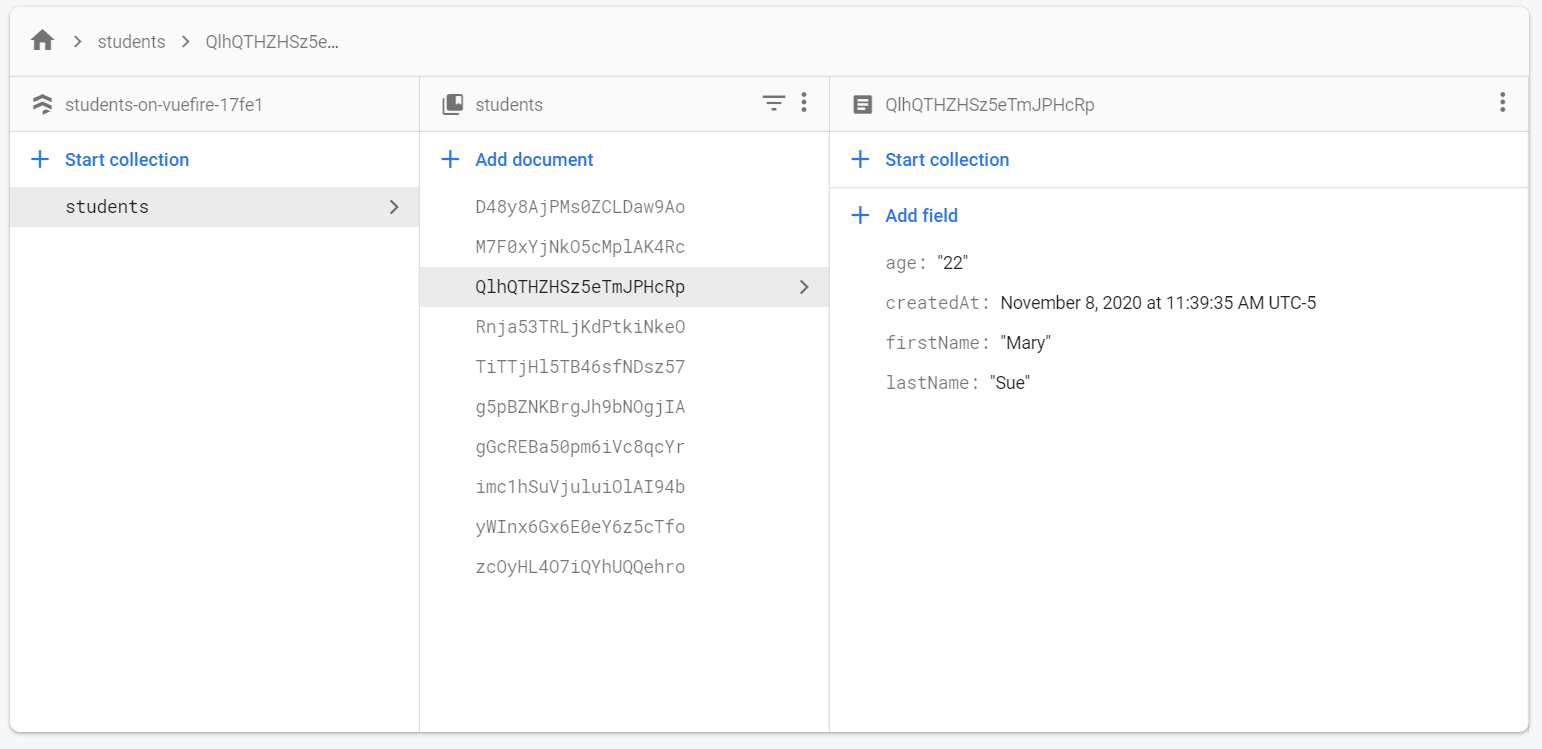 students
QlhQTHZHSz5e...
students-on-vuefire-17fe1
Start collection
students
students
Add document
D48y8AjPMs0ZCLDaw9Ao
M7F0xYjNkO5cMplAK4Rc
QlhQTHZHSz5eTmJPHcRp
Rnja53TRLjKdPtkiNkeO
TiTTjHl5TB46sfNDsz57
g5pBZNKBrgJh9bNOgjIA
gGcREBa50pm6iVc8qcYr
imc1hSuVjuluiOlAI94b
yWInx6Gx6E0eY6z5cTfo
zcOyHL4O7iQYhUQQehro
QlhQTHZHSz5eTmJPHcRp
Start collection
Add field
age: "22"
createdAt: November 8, 2020 at 11:39:35 AM UTC-5
firstName: "Mary"
lastName: "Sue"